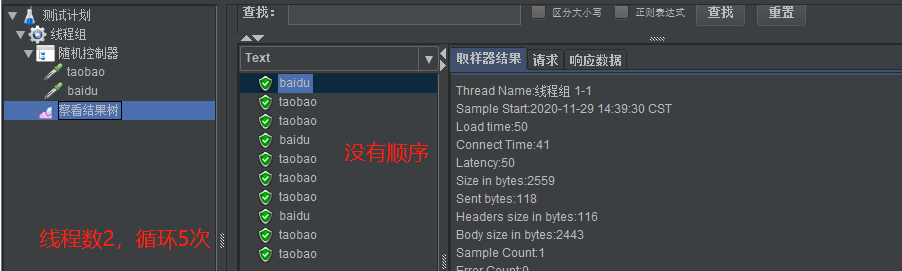 测试计划
线程组
随机控制器
taobao
baidu
察看结果树
线程数2，循环5次
查找：
区分大小写
正则表达式
查找
重置
Text
baidu
taobao
taobao
baidu
taobao
taobao
baidu
taobao
taobao
没有顺序
取样器结果
请求
响应数据
Thread Name:线程组 1-1
Sample Start:2020-11-29 14:39:30 CST
Load time:50
Connect Time:41
Latency:50
Size in bytes:2559
Sent bytes:118
Headers size in bytes:116
Body size in bytes:2443
Sample Count:1
Error Count:0